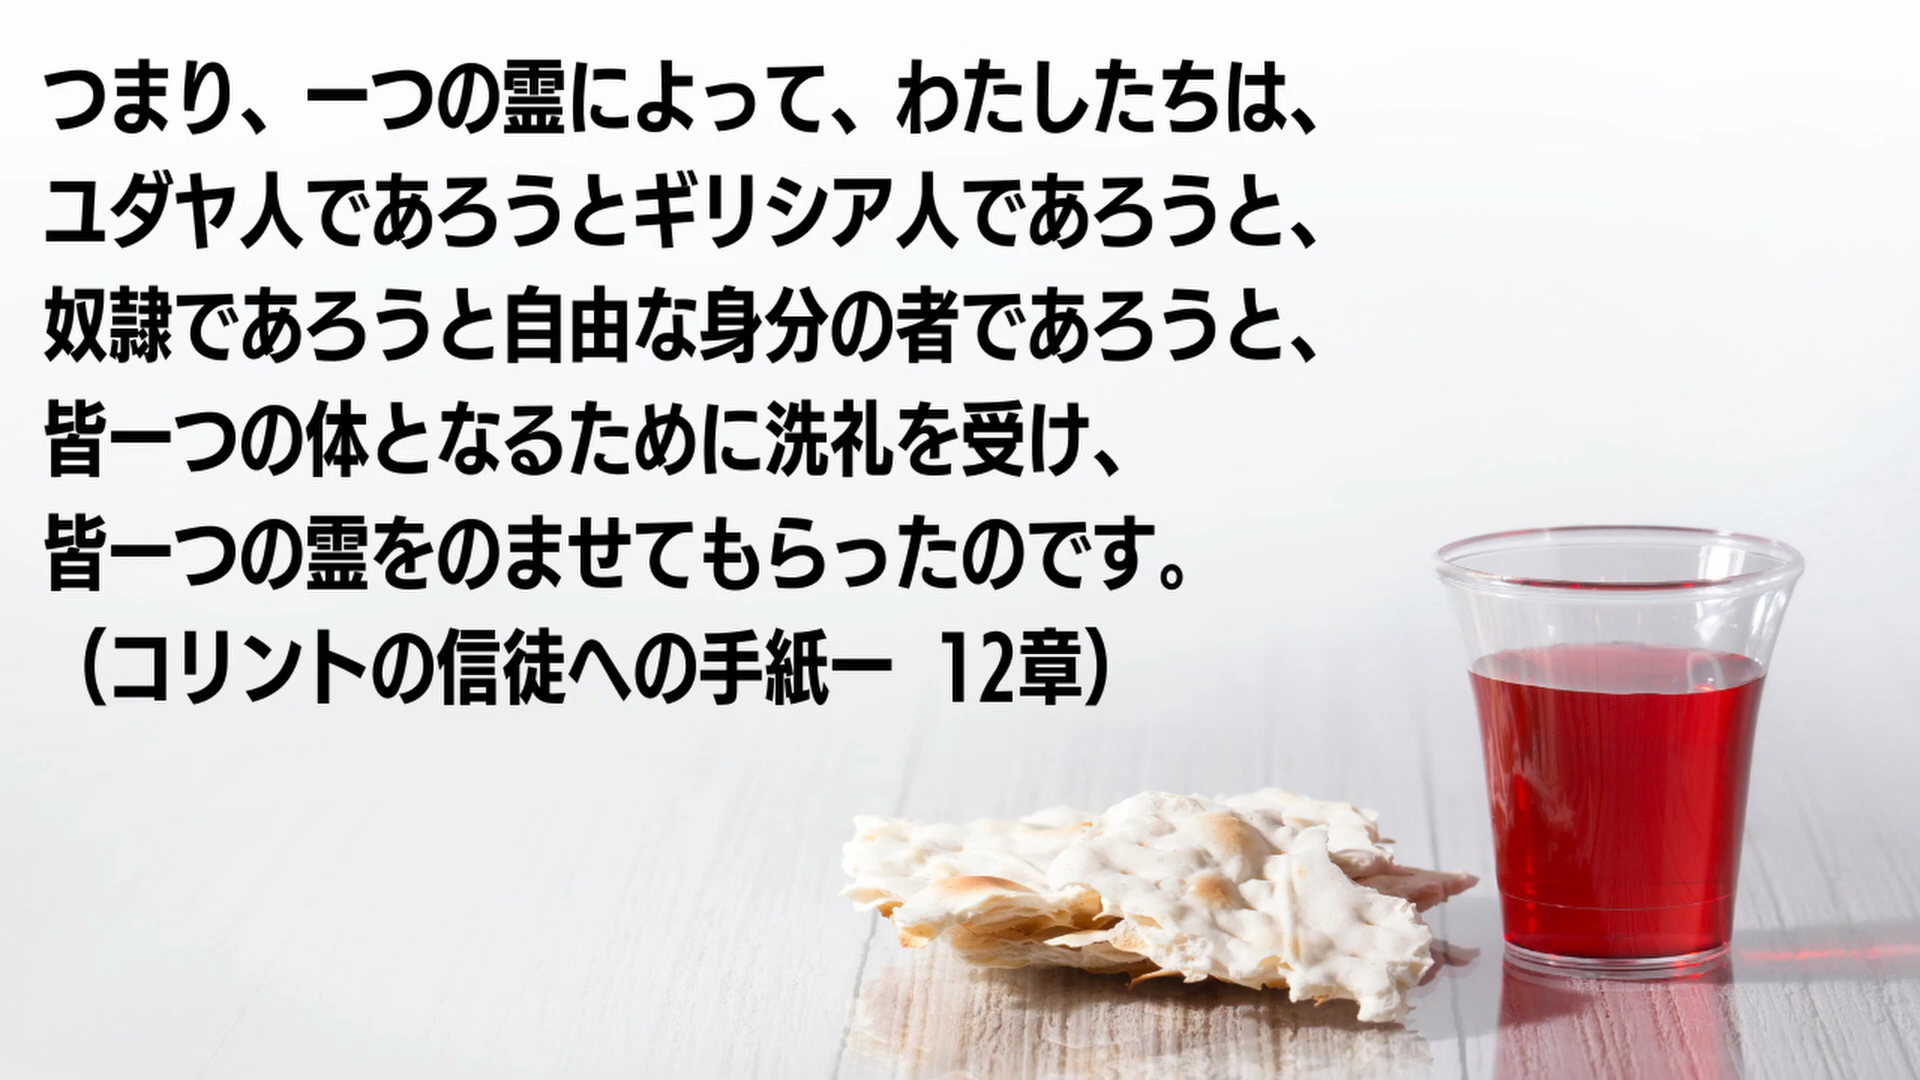 つまり、一つの霊によって、わたしたちは、
ユダヤ人であろうとギリシア人であろうと、
奴隷であろうと自由な身分の者であろうと、
皆一つの体となるために洗礼を受け、
皆一つの霊をのませてもらったのです。
（コリントの信徒への手紙一　12章）